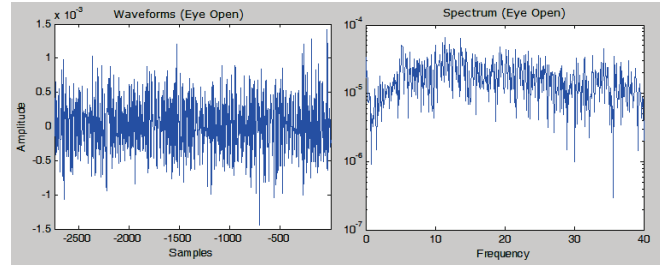 Waveforms (Eye Open)
x 10⁻³
1.5
1
0.5
0
-0.5
-1
-1.5
Amplitude
-2500 -2000 -1500 -1000 -500
Samples
Spectrum (Eye Open)
10⁻⁴
10⁻⁵
10⁻⁶
10⁻⁷
0 10 20 30 40
Frequency